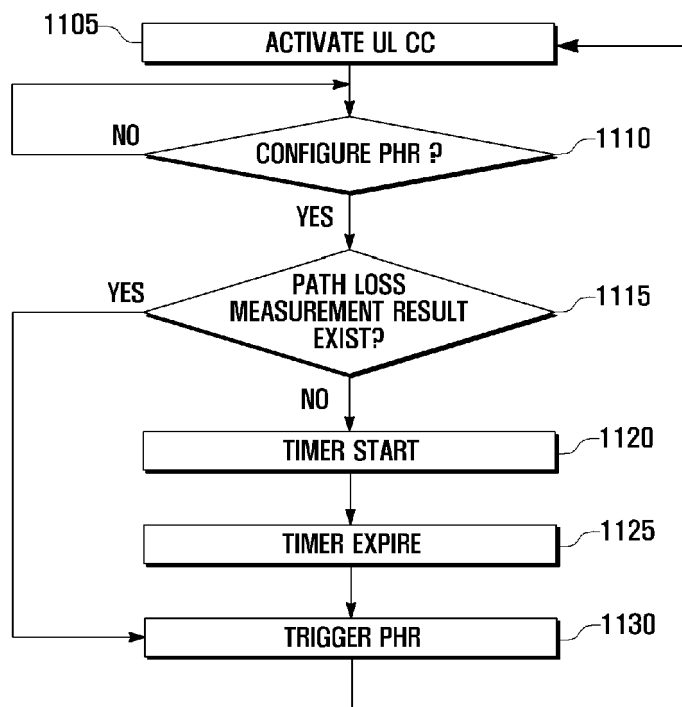 1105
ACTIVATE UL CC
NO
CONFIGURE PHR ?
1110
YES
YES
PATH LOSS
MEASUREMENT RESULT
EXIST?
1115
NO
TIMER START
1120
TIMER EXPIRE
1125
TRIGGER PHR
1130